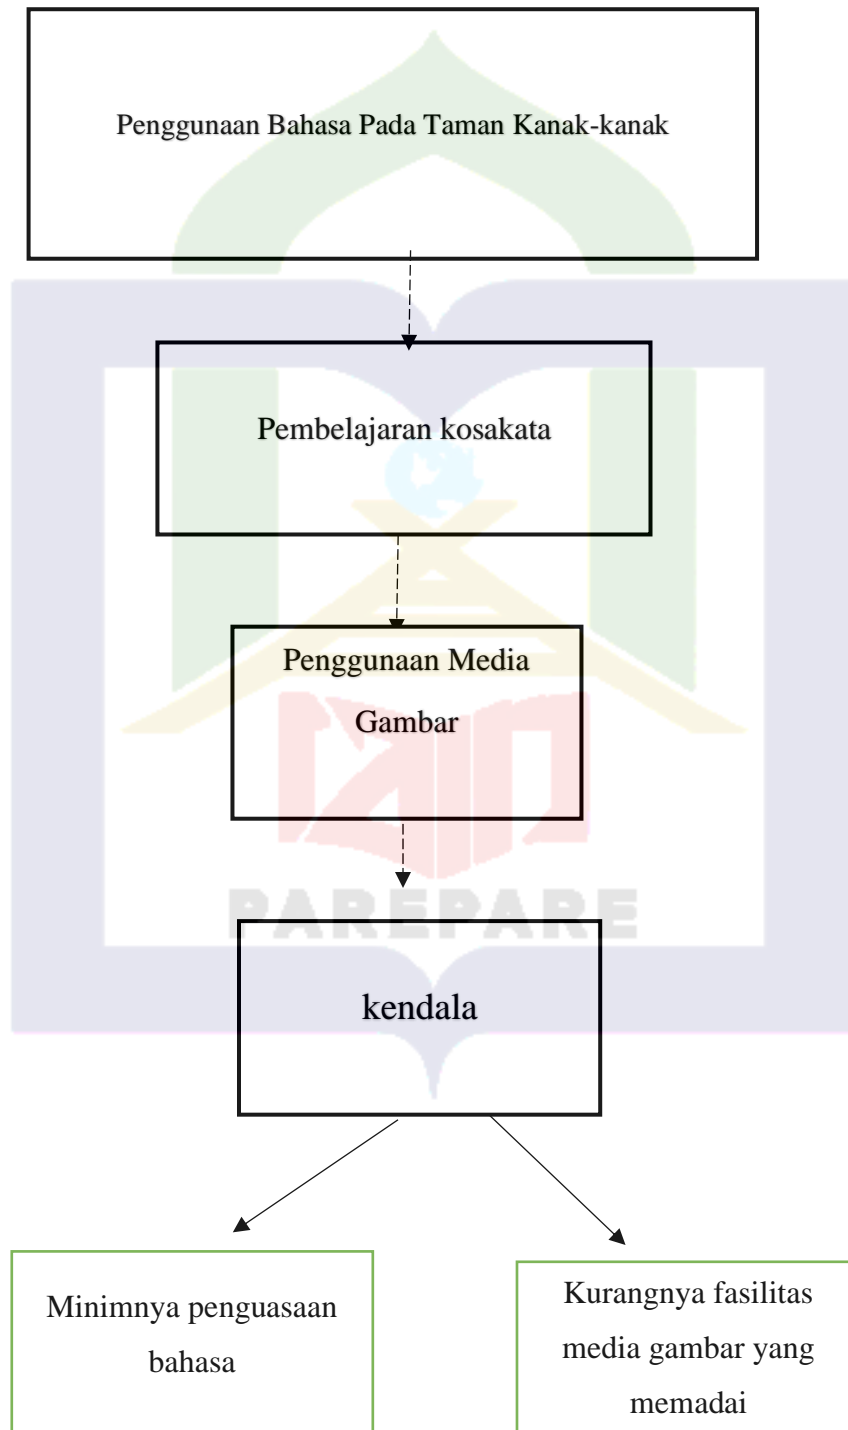 Penggunaan Bahasa Pada Taman Kanak-kanak
Pembelajaran kosakata
Penggunaan Media
Gambar
PAREPARE
kendala
Minimnya penguasaan
bahasa
Kurangnya fasilitas
media gambar yang
memadai